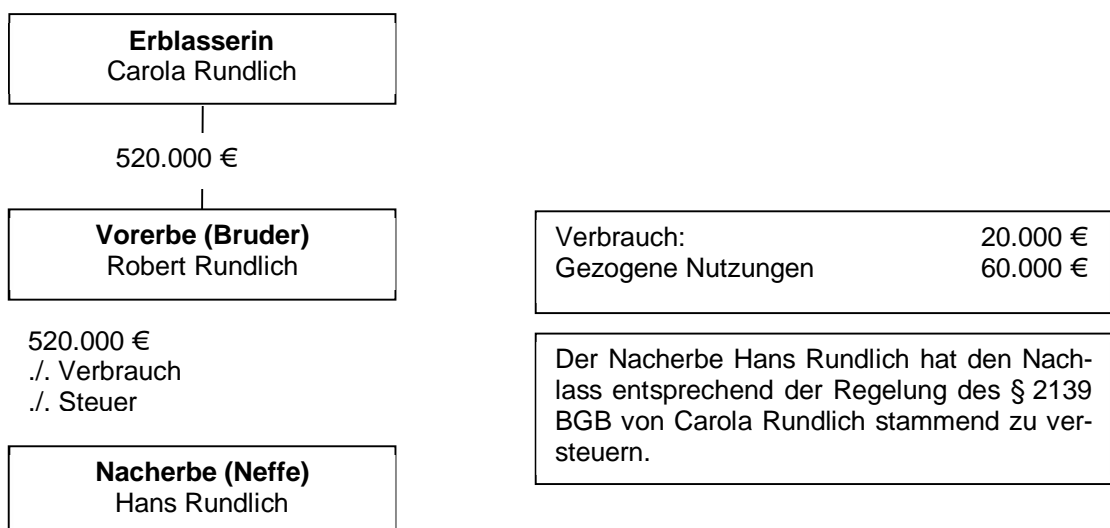 Erblasserin
Carola Rundlich
520.000 €
Vorerbe (Bruder)
Robert Rundlich
Verbrauch: 20.000 €
Gezogene Nutzungen 60.000 €
520.000 €
./. Verbrauch
./. Steuer
Der Nacherbe Hans Rundlich hat den Nach-
lass entsprechend der Regelung des § 2139
BGB von Carola Rundlich stammend zu ver-
steuern.
Nacherbe (Neffe)
Hans Rundlich